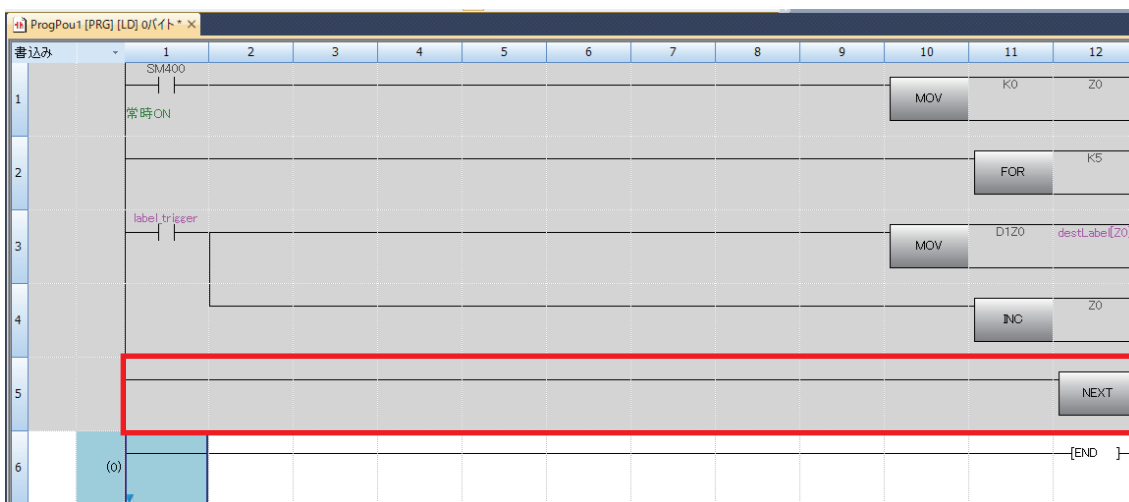 ProgPou1 [PRG] [LD] 0バイト *
書込み 1 2 3 4 5 6 7 8 9 10 11 12
SM400
1 MOV K0 Z0
常時ON
2 FOR K5
label_trigger
3 MOV D1Z0 destLabel[Z0]
4 INC Z0
5 NEXT
6 (0) [END ]